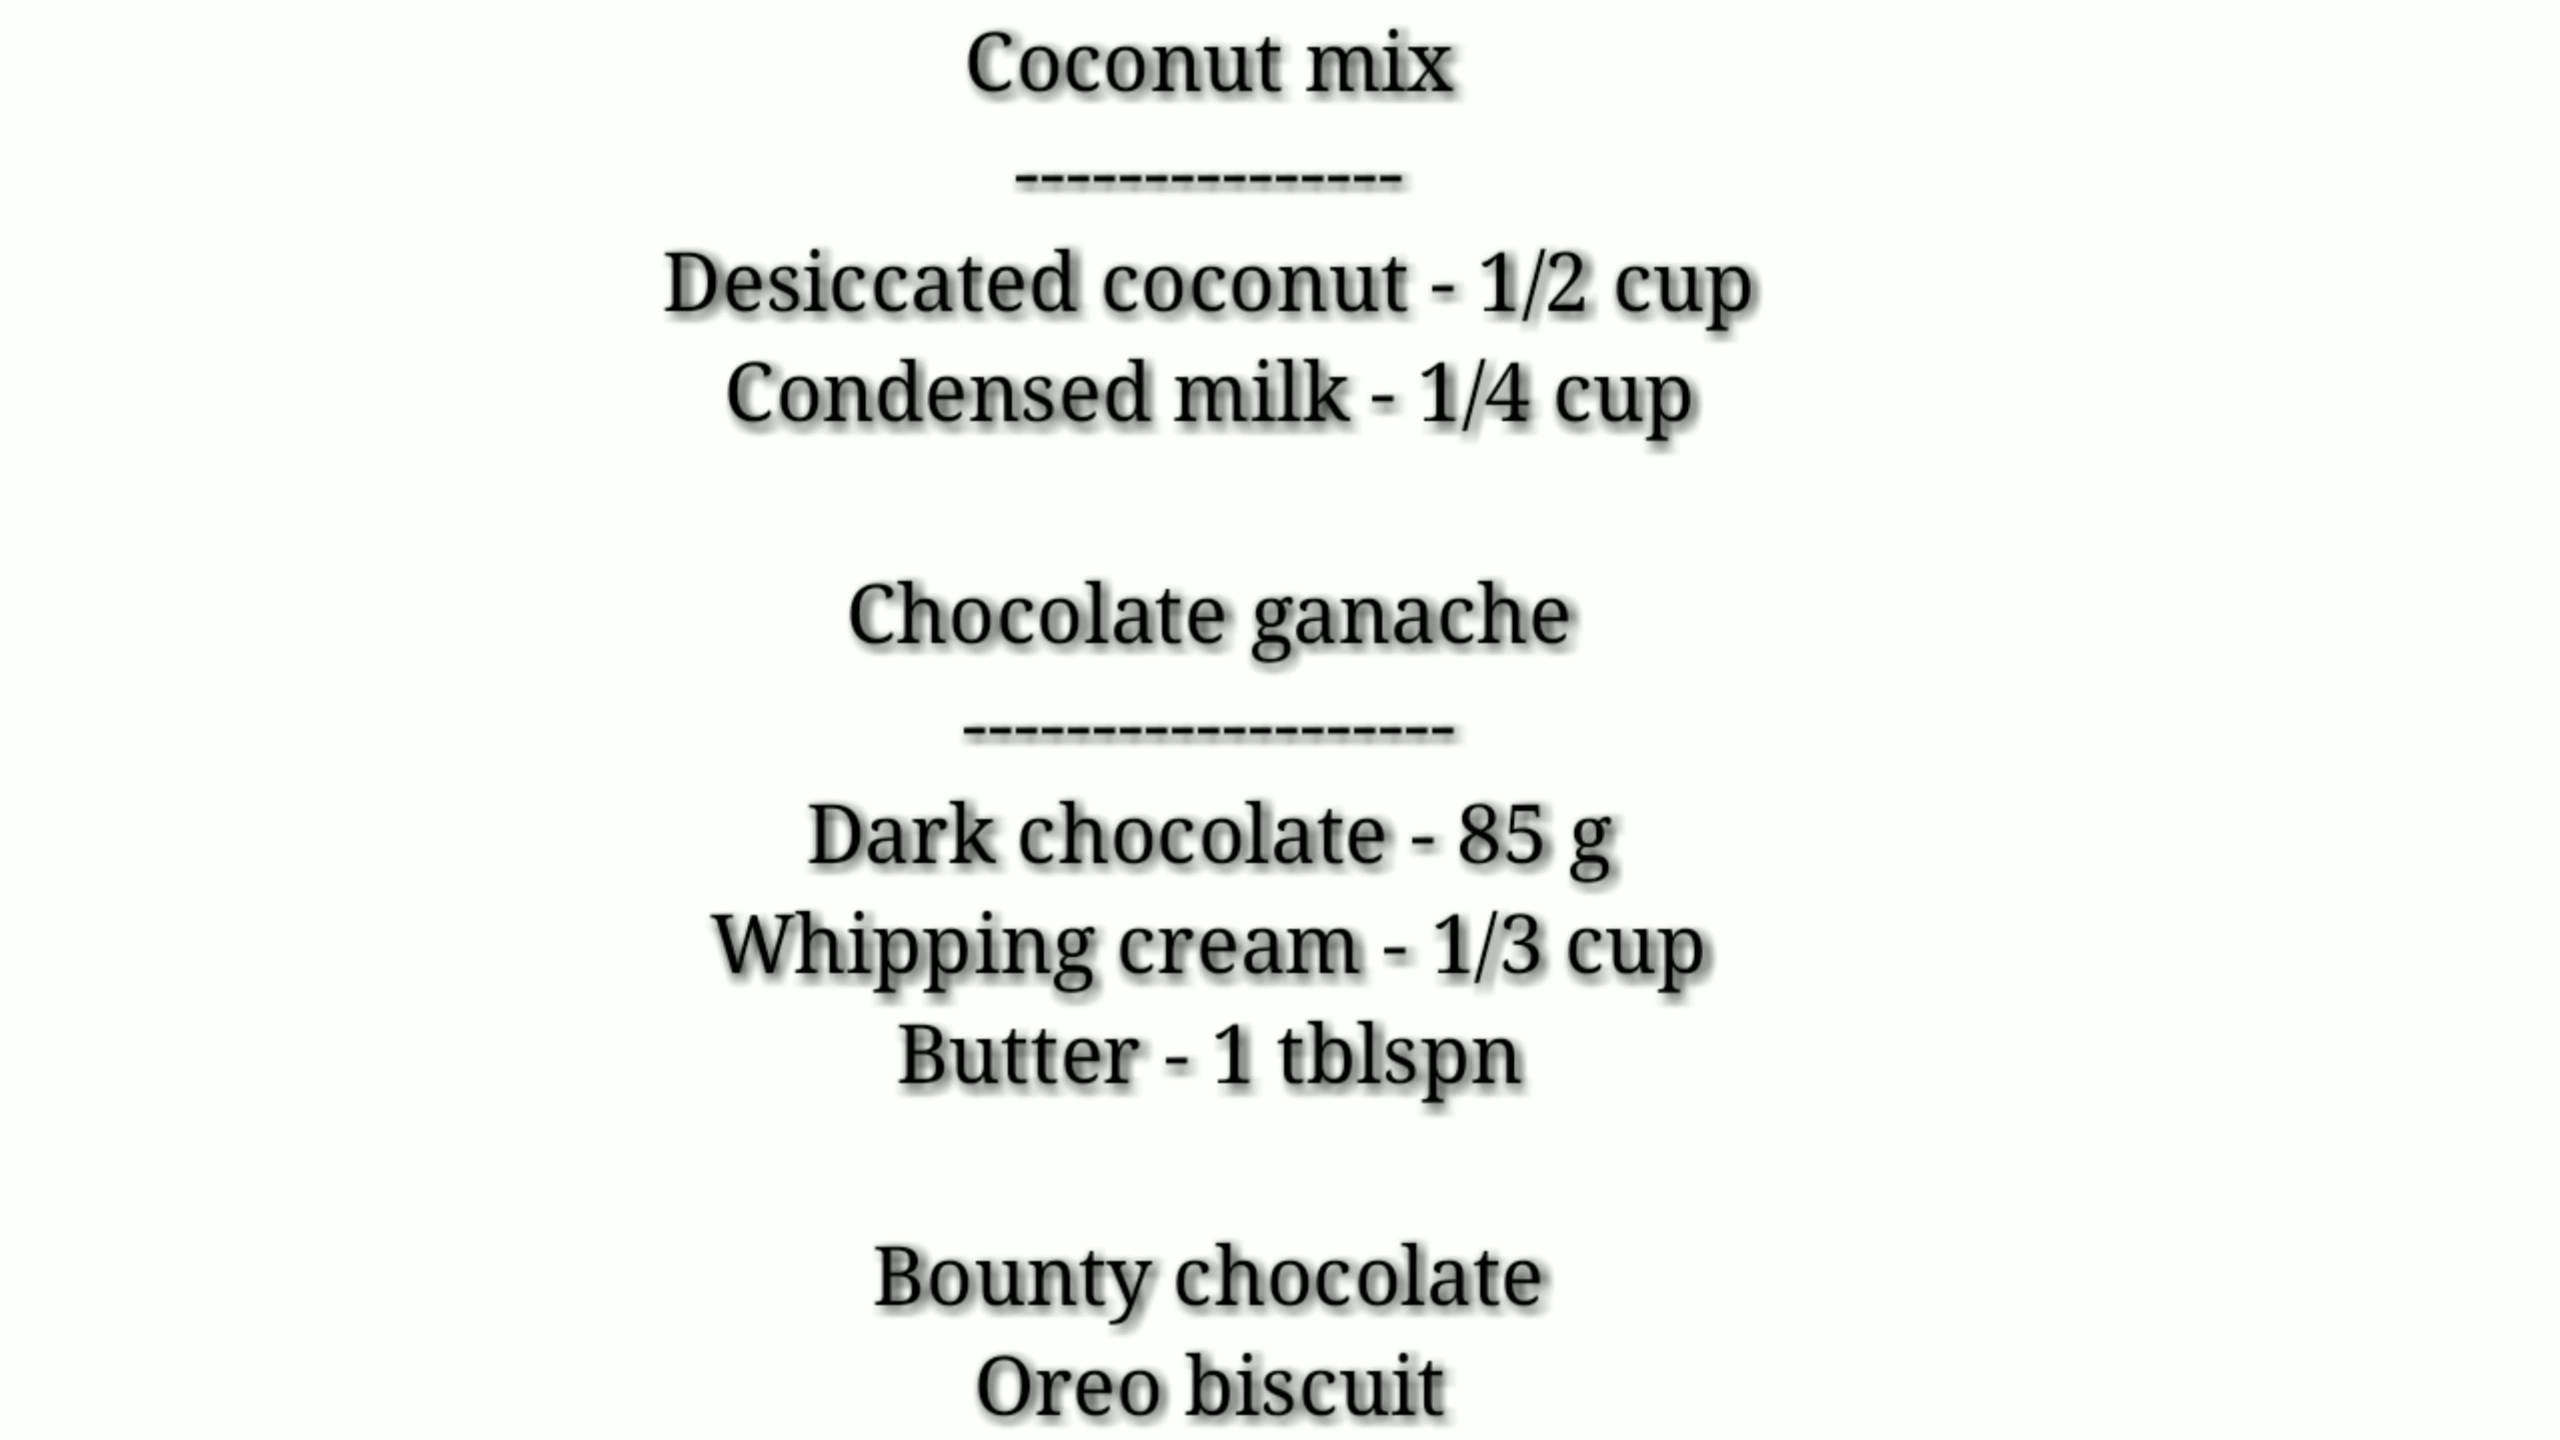 Coconut mix
---------------
Desiccated coconut - 1/2 cup
Condensed milk - 1/4 cup
Chocolate ganache
-------------------
Dark chocolate - 85 g
Whipping cream - 1/3 cup
Butter - 1 tblspn
Bounty chocolate
Oreo biscuit